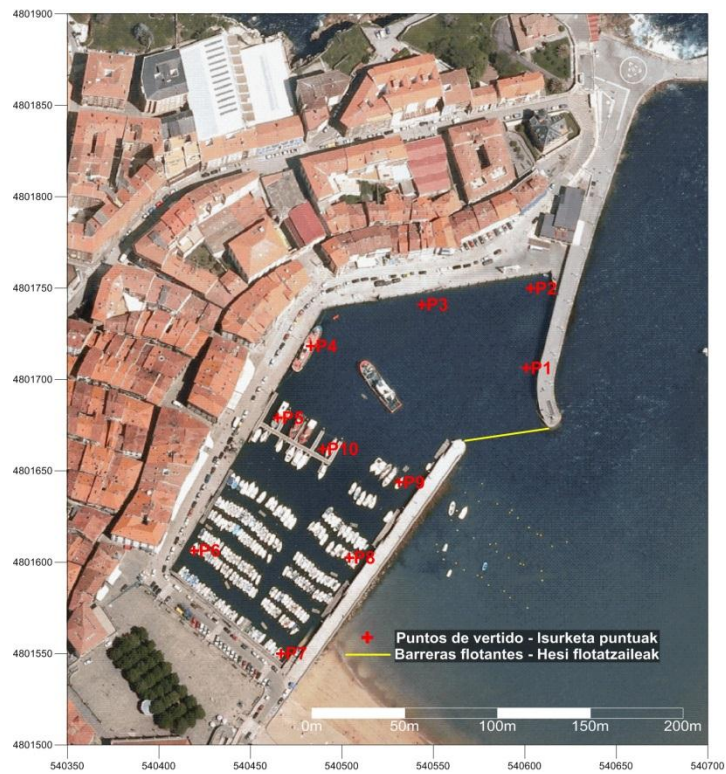 4801900
4801850
4801800
4801750
4801700
4801650
4801600
4801550
4801500
P2
P3
P4
P1
P5
P10
P9
P6
P8
P7
Puntos de vertido - Isurketa puntuak
Barreras flotantes - Hesi flotatzaileak
0m 50m 100m 150m 200m
540350 540400 540450 540500 540550 540600 540650 540700